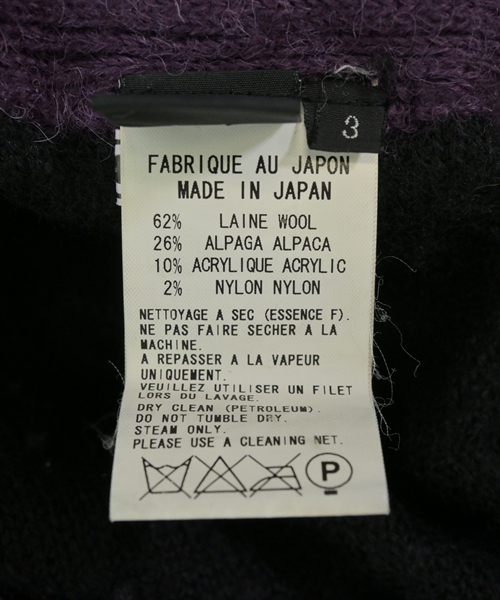 3
FABRIQUE AU JAPON
MADE IN JAPAN
62% LAINE WOOL
26% ALPAGA ALPACA
10% ACRYLIQUE ACRYLIC
2% NYLON NYLON
NETTOYAGE A SEC (ESSENCE F).
NE PAS FAIRE SECHER A LA
MACHINE.
A REPASSER A LA VAPEUR
UNIQUEMENT.
VEUILLEZ UTILISER UN FILET
LORS DU LAVAGE.
DRY CLEAN (PETROLEUM).
DO NOT TUMBLE DRY.
STEAM ONLY.
PLEASE USE A CLEANING NET.
P